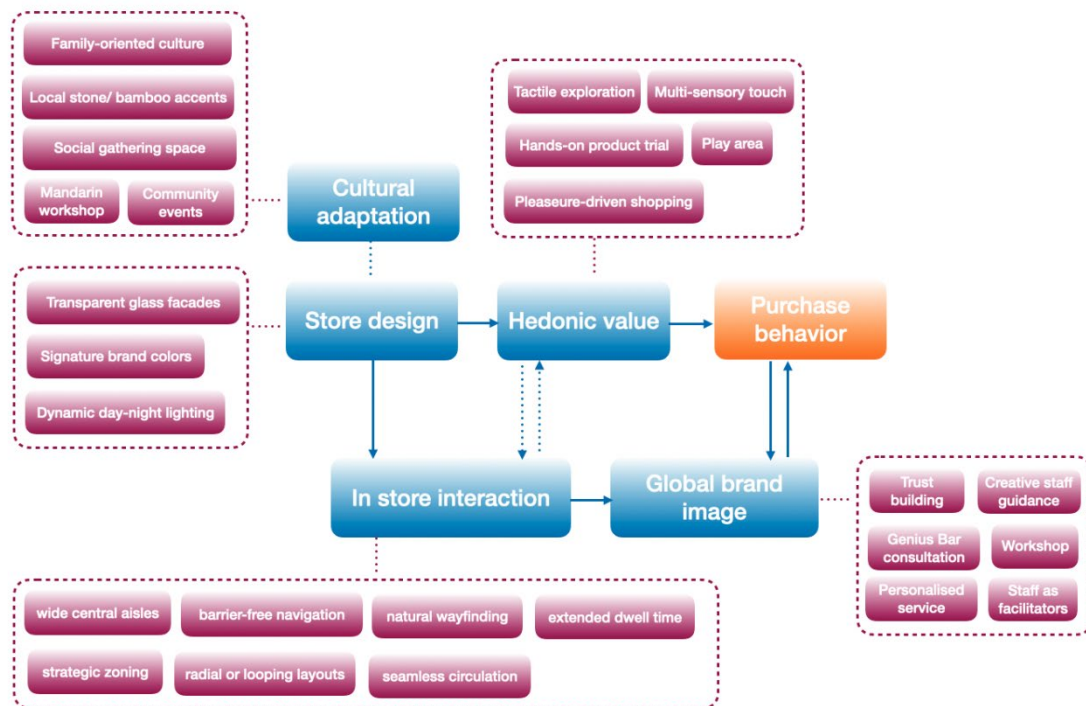 Family-oriented culture
Local stone/ bamboo accents
Social gathering space
Mandarin
workshop
Community
events
Cultural
adaptation
Tactile exploration
Multi-sensory touch
Hands-on product trial
Play area
Pleaseure-driven shopping
Transparent glass facades
Signature brand colors
Dynamic day-night lighting
Store design
Hedonic value
Purchase
behavior
In store interaction
Global brand
image
Trust
building
Creative staff
guidance
Genius Bar
consultation
Workshop
Personalised
service
Staff as
facilitators
wide central aisles
barrier-free navigation
natural wayfinding
extended dwell time
strategic zoning
radial or looping layouts
seamless circulation